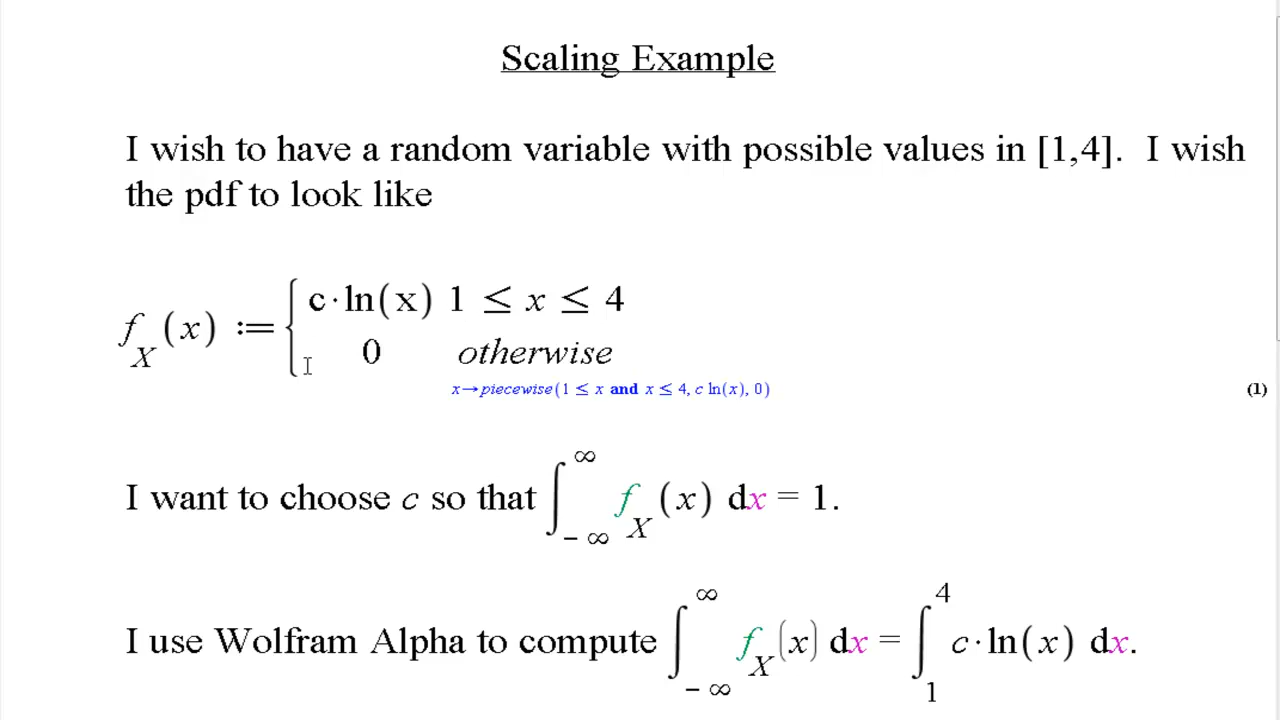 Scaling Example
I wish to have a random variable with possible values in [1,4]. I wish
the pdf to look like
f_X(x) := { c·ln(x) 1 ≤ x ≤ 4
0 otherwise
x→piecewise(1 ≤ x and x ≤ 4, c ln(x), 0) (1)
I want to choose c so that ∫_{-∞}^{∞} f_X(x) dx = 1.
I use Wolfram Alpha to compute ∫_{-∞}^{∞} f_X(x) dx = ∫_1^4 c·ln(x) dx.